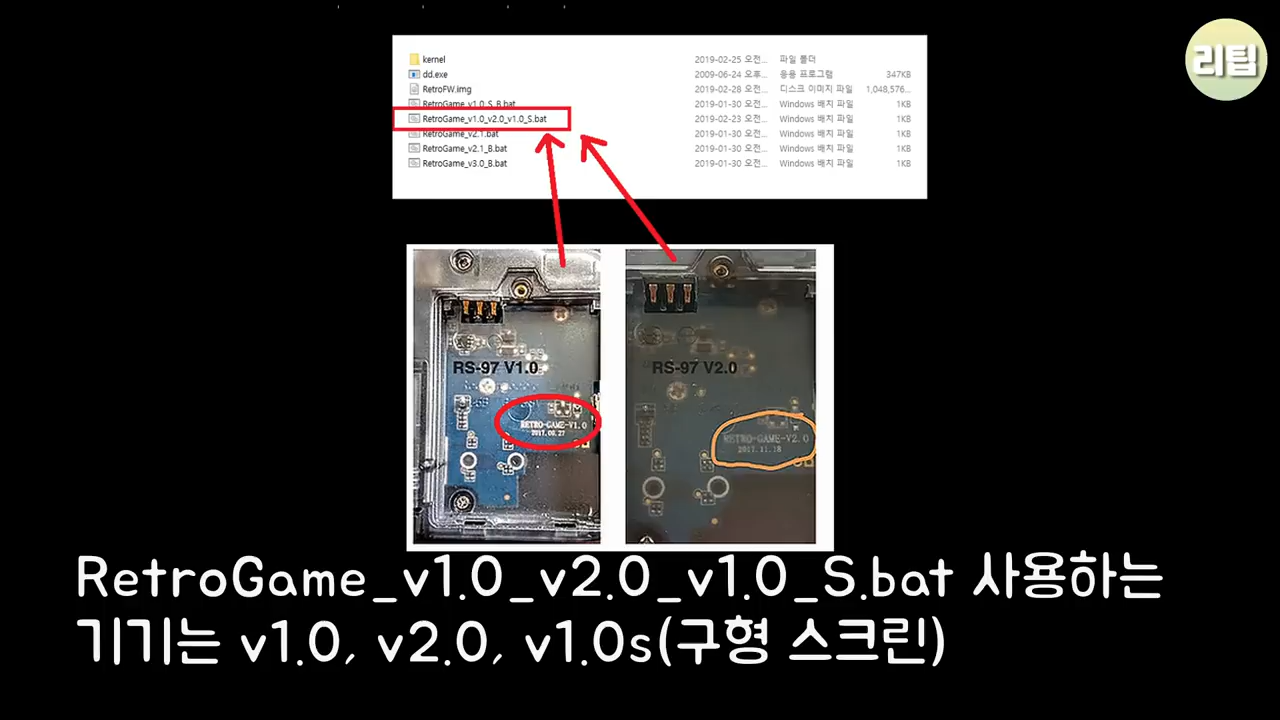 리팁
kernel 2019-02-25 오전... 파일 폴더
dd.exe 2009-06-24 오후... 응용 프로그램 347KB
RetroFW.img 2019-02-28 오전... 디스크 이미지 파일 1,048,576...
RetroGame_v1.0_S_B.bat 2019-01-30 오전... Windows 배치 파일 1KB
RetroGame_v1.0_v2.0_v1.0_S.bat 2019-02-23 오전... Windows 배치 파일 1KB
RetroGame_v2.1.bat 2019-01-30 오전... Windows 배치 파일 1KB
RetroGame_v2.1_B.bat 2019-01-30 오전... Windows 배치 파일 1KB
RetroGame_v3.0_B.bat 2019-01-30 오전... Windows 배치 파일 1KB
RS-97 V1.0
RETRO-GAME-V1.0
2017.09.27
RS-97 V2.0
RETRO-GAME-V2.0
2017.11.18
RetroGame_v1.0_v2.0_v1.0_S.bat 사용하는
기기는 v1.0, v2.0, v1.0s(구형 스크린)